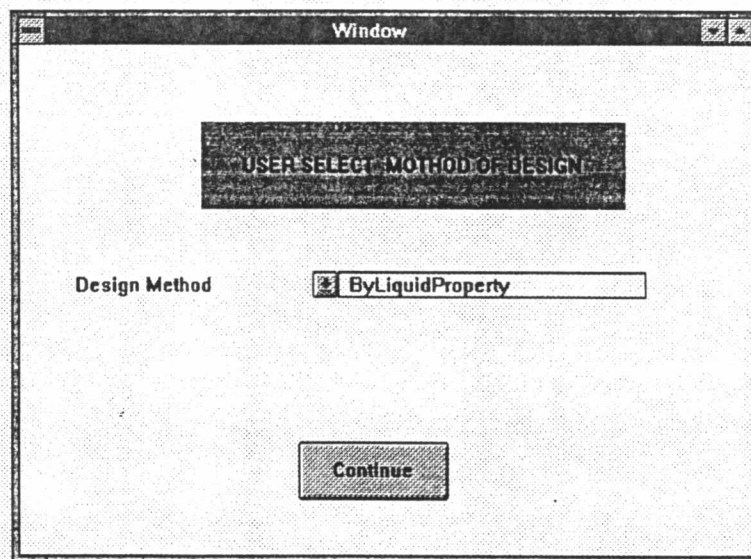 Window
USER SELECT MOTHOD OF DESIGN
Design Method
ByLiquidProperty
Continue